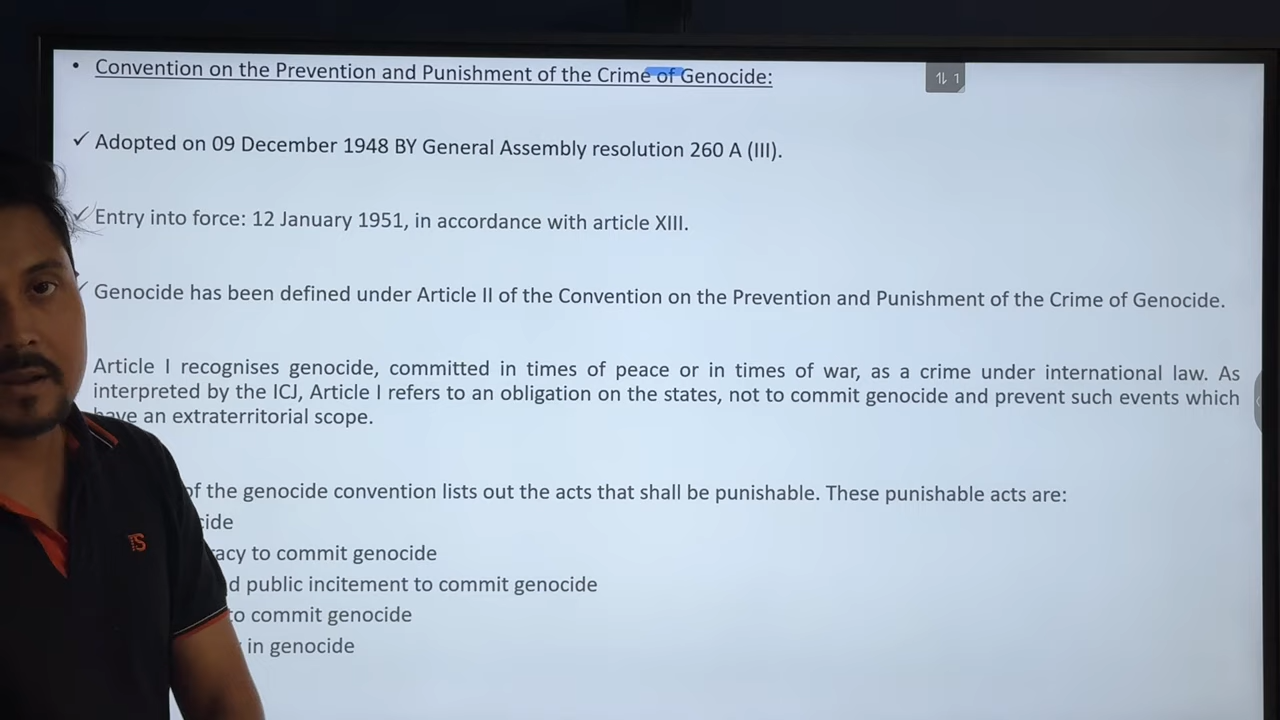 • Convention on the Prevention and Punishment of the Crime of Genocide:
1
✓ Adopted on 09 December 1948 BY General Assembly resolution 260 A (III).
✓ Entry into force: 12 January 1951, in accordance with article XIII.
Genocide has been defined under Article II of the Convention on the Prevention and Punishment of the Crime of Genocide.
Article I recognises genocide, committed in times of peace or in times of war, as a crime under international law. As
interpreted by the ICJ, Article I refers to an obligation on the states, not to commit genocide and prevent such events which
have an extraterritorial scope.
of the genocide convention lists out the acts that shall be punishable. These punishable acts are:
to commit genocide
public incitement to commit genocide
to commit genocide
in genocide